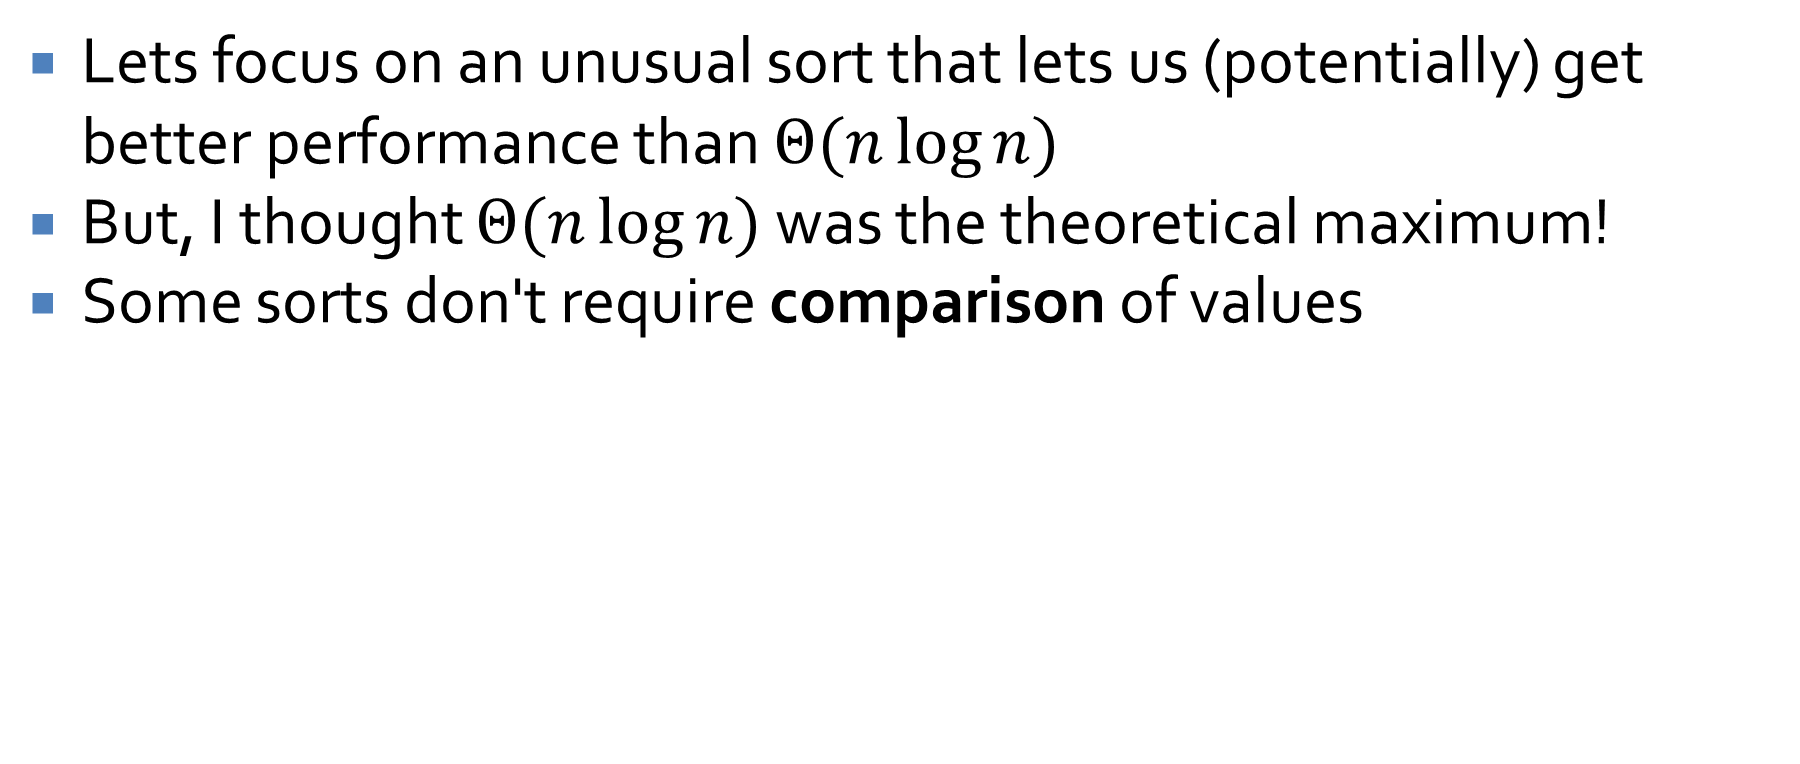 ▪ Lets focus on an unusual sort that lets us (potentially) get
better performance than Θ(n log n)
▪ But, I thought Θ(n log n) was the theoretical maximum!
▪ Some sorts don't require comparison of values